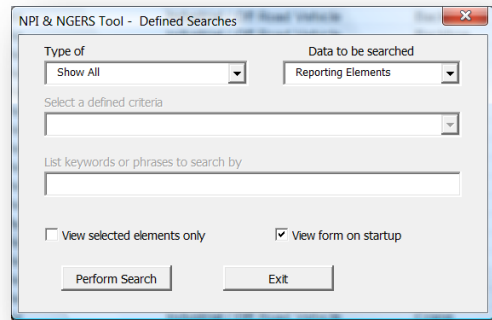 NPI & NGERS Tool - Defined Searches
Type of Data to be searched
Show All Reporting Elements
Select a defined criteria
List keywords or phrases to search by
View selected elements only View form on startup
Perform Search Exit